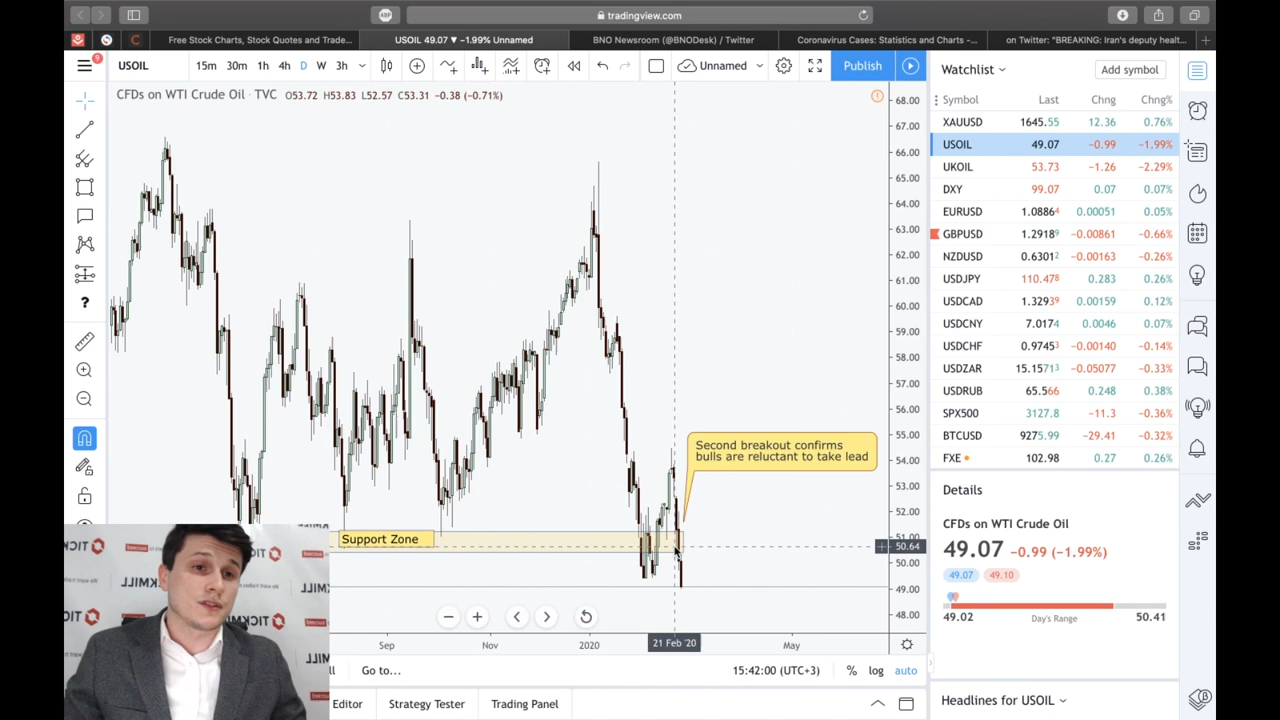 ABP
tradingview.com
Free Stock Charts, Stock Quotes and Trade...
USOIL 49.07 ▼ −1.99% Unnamed
BNO Newsroom (@BNODesk) / Twitter
Coronavirus Cases: Statistics and Charts -...
on Twitter: "BREAKING: Iran's deputy healt...
9
USOIL
15m 30m 1h 4h D W 3h
Unnamed
Publish
CFDs on WTI Crude Oil · TVC O53.72 H53.83 L52.57 C53.31 −0.38 (−0.71%)
68.00
67.00
66.00
65.00
64.00
63.00
62.00
61.00
60.00
59.00
58.00
57.00
56.00
55.00
54.00
53.00
52.00
51.00
50.64
50.00
49.00
48.00
Second breakout confirms
bulls are reluctant to take lead
Support Zone
Sep Nov 2020 21 Feb '20 May
Go to...
15:42:00 (UTC+3)
% log auto
Editor Strategy Tester Trading Panel
Watchlist
Add symbol
Symbol Last Chng Chng%
XAUUSD 1645.55 12.36 0.76%
USOIL 49.07 −0.99 −1.99%
UKOIL 53.73 −1.26 −2.29%
DXY 99.07 0.07 0.07%
EURUSD 1.08864 0.00051 0.05%
GBPUSD 1.29189 −0.00861 −0.66%
NZDUSD 0.63012 −0.00163 −0.26%
USDJPY 110.478 0.283 0.26%
USDCAD 1.32939 0.00159 0.12%
USDCNY 7.0174 0.0046 0.07%
USDCHF 0.97453 −0.00140 −0.14%
USDZAR 15.15713 −0.05077 −0.33%
USDRUB 65.566 0.248 0.38%
SPX500 3127.8 −11.3 −0.36%
BTCUSD 9275.99 −29.41 −0.32%
FXE 102.98 0.27 0.26%
Details
CFDs on WTI Crude Oil
49.07 −0.99 (−1.99%)
49.07 49.10
49.02 Day's Range 50.41
Headlines for USOIL